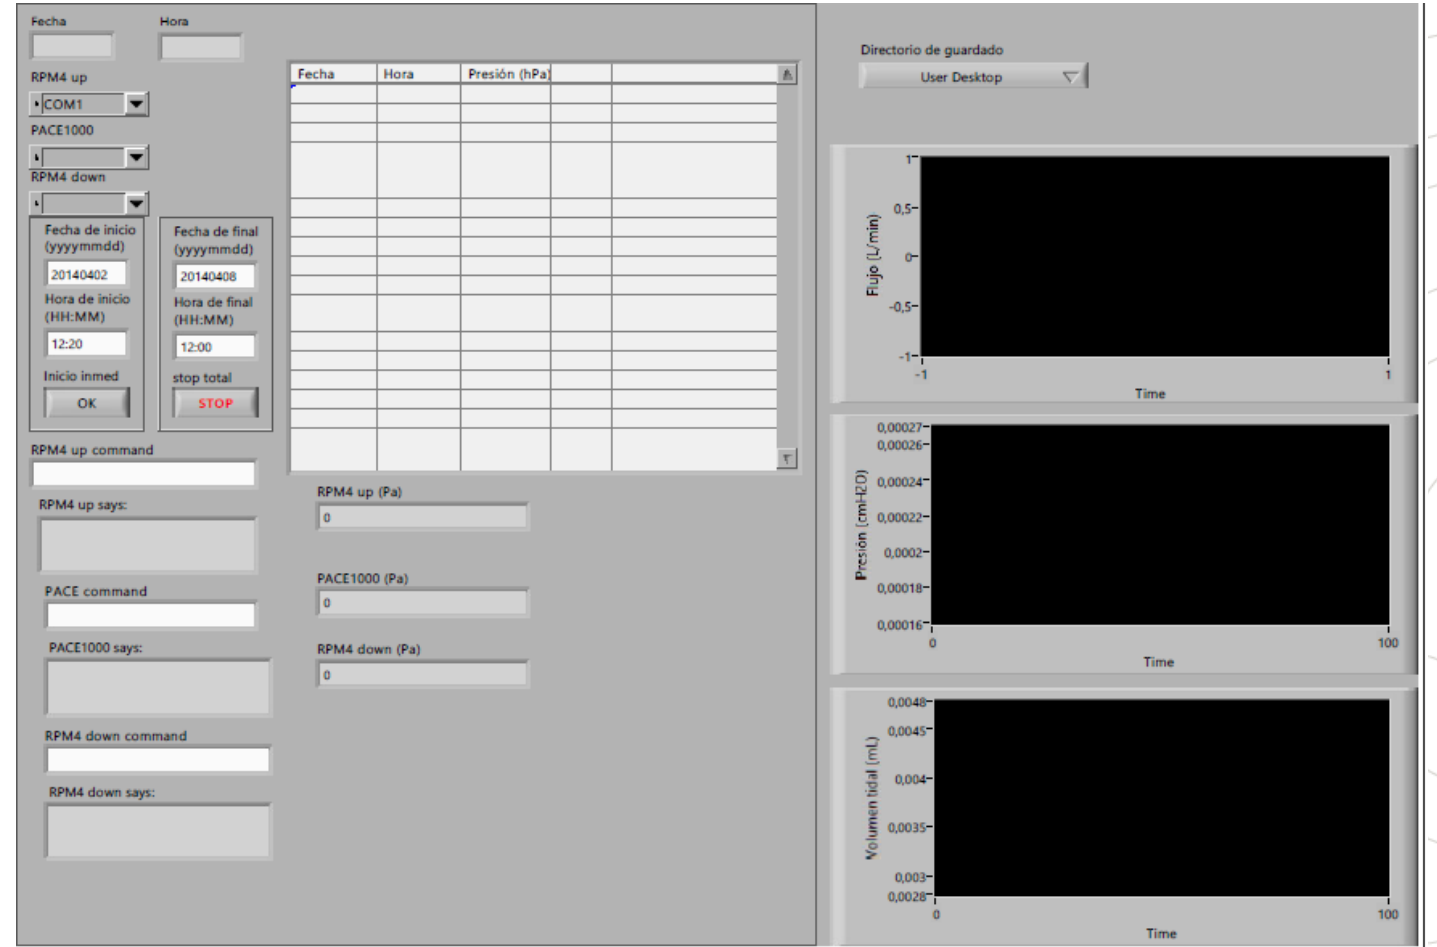 Fecha
Hora
RPM4 up
COM1
PACE1000
RPM4 down
Fecha de inicio
(yyyymmdd)
20140402
Hora de inicio
(HH:MM)
12:20
Inicio inmed
OK
Fecha de final
(yyyymmdd)
20140408
Hora de final
(HH:MM)
12:00
stop total
STOP
RPM4 up command
RPM4 up says:
PACE command
PACE1000 says:
RPM4 down command
RPM4 down says:
Fecha Hora Presión (hPa)
RPM4 up (Pa)
0
PACE1000 (Pa)
0
RPM4 down (Pa)
0
Directorio de guardado
User Desktop
Flujo (L/min)
1
0,5
0
-0,5
-1
-1 1
Time
Presión (cmH2O)
0,00027
0,00026
0,00024
0,00022
0,0002
0,00018
0,00016
0 100
Time
Volumen tidal (mL)
0,0048
0,0045
0,004
0,0035
0,003
0,0028
0 100
Time